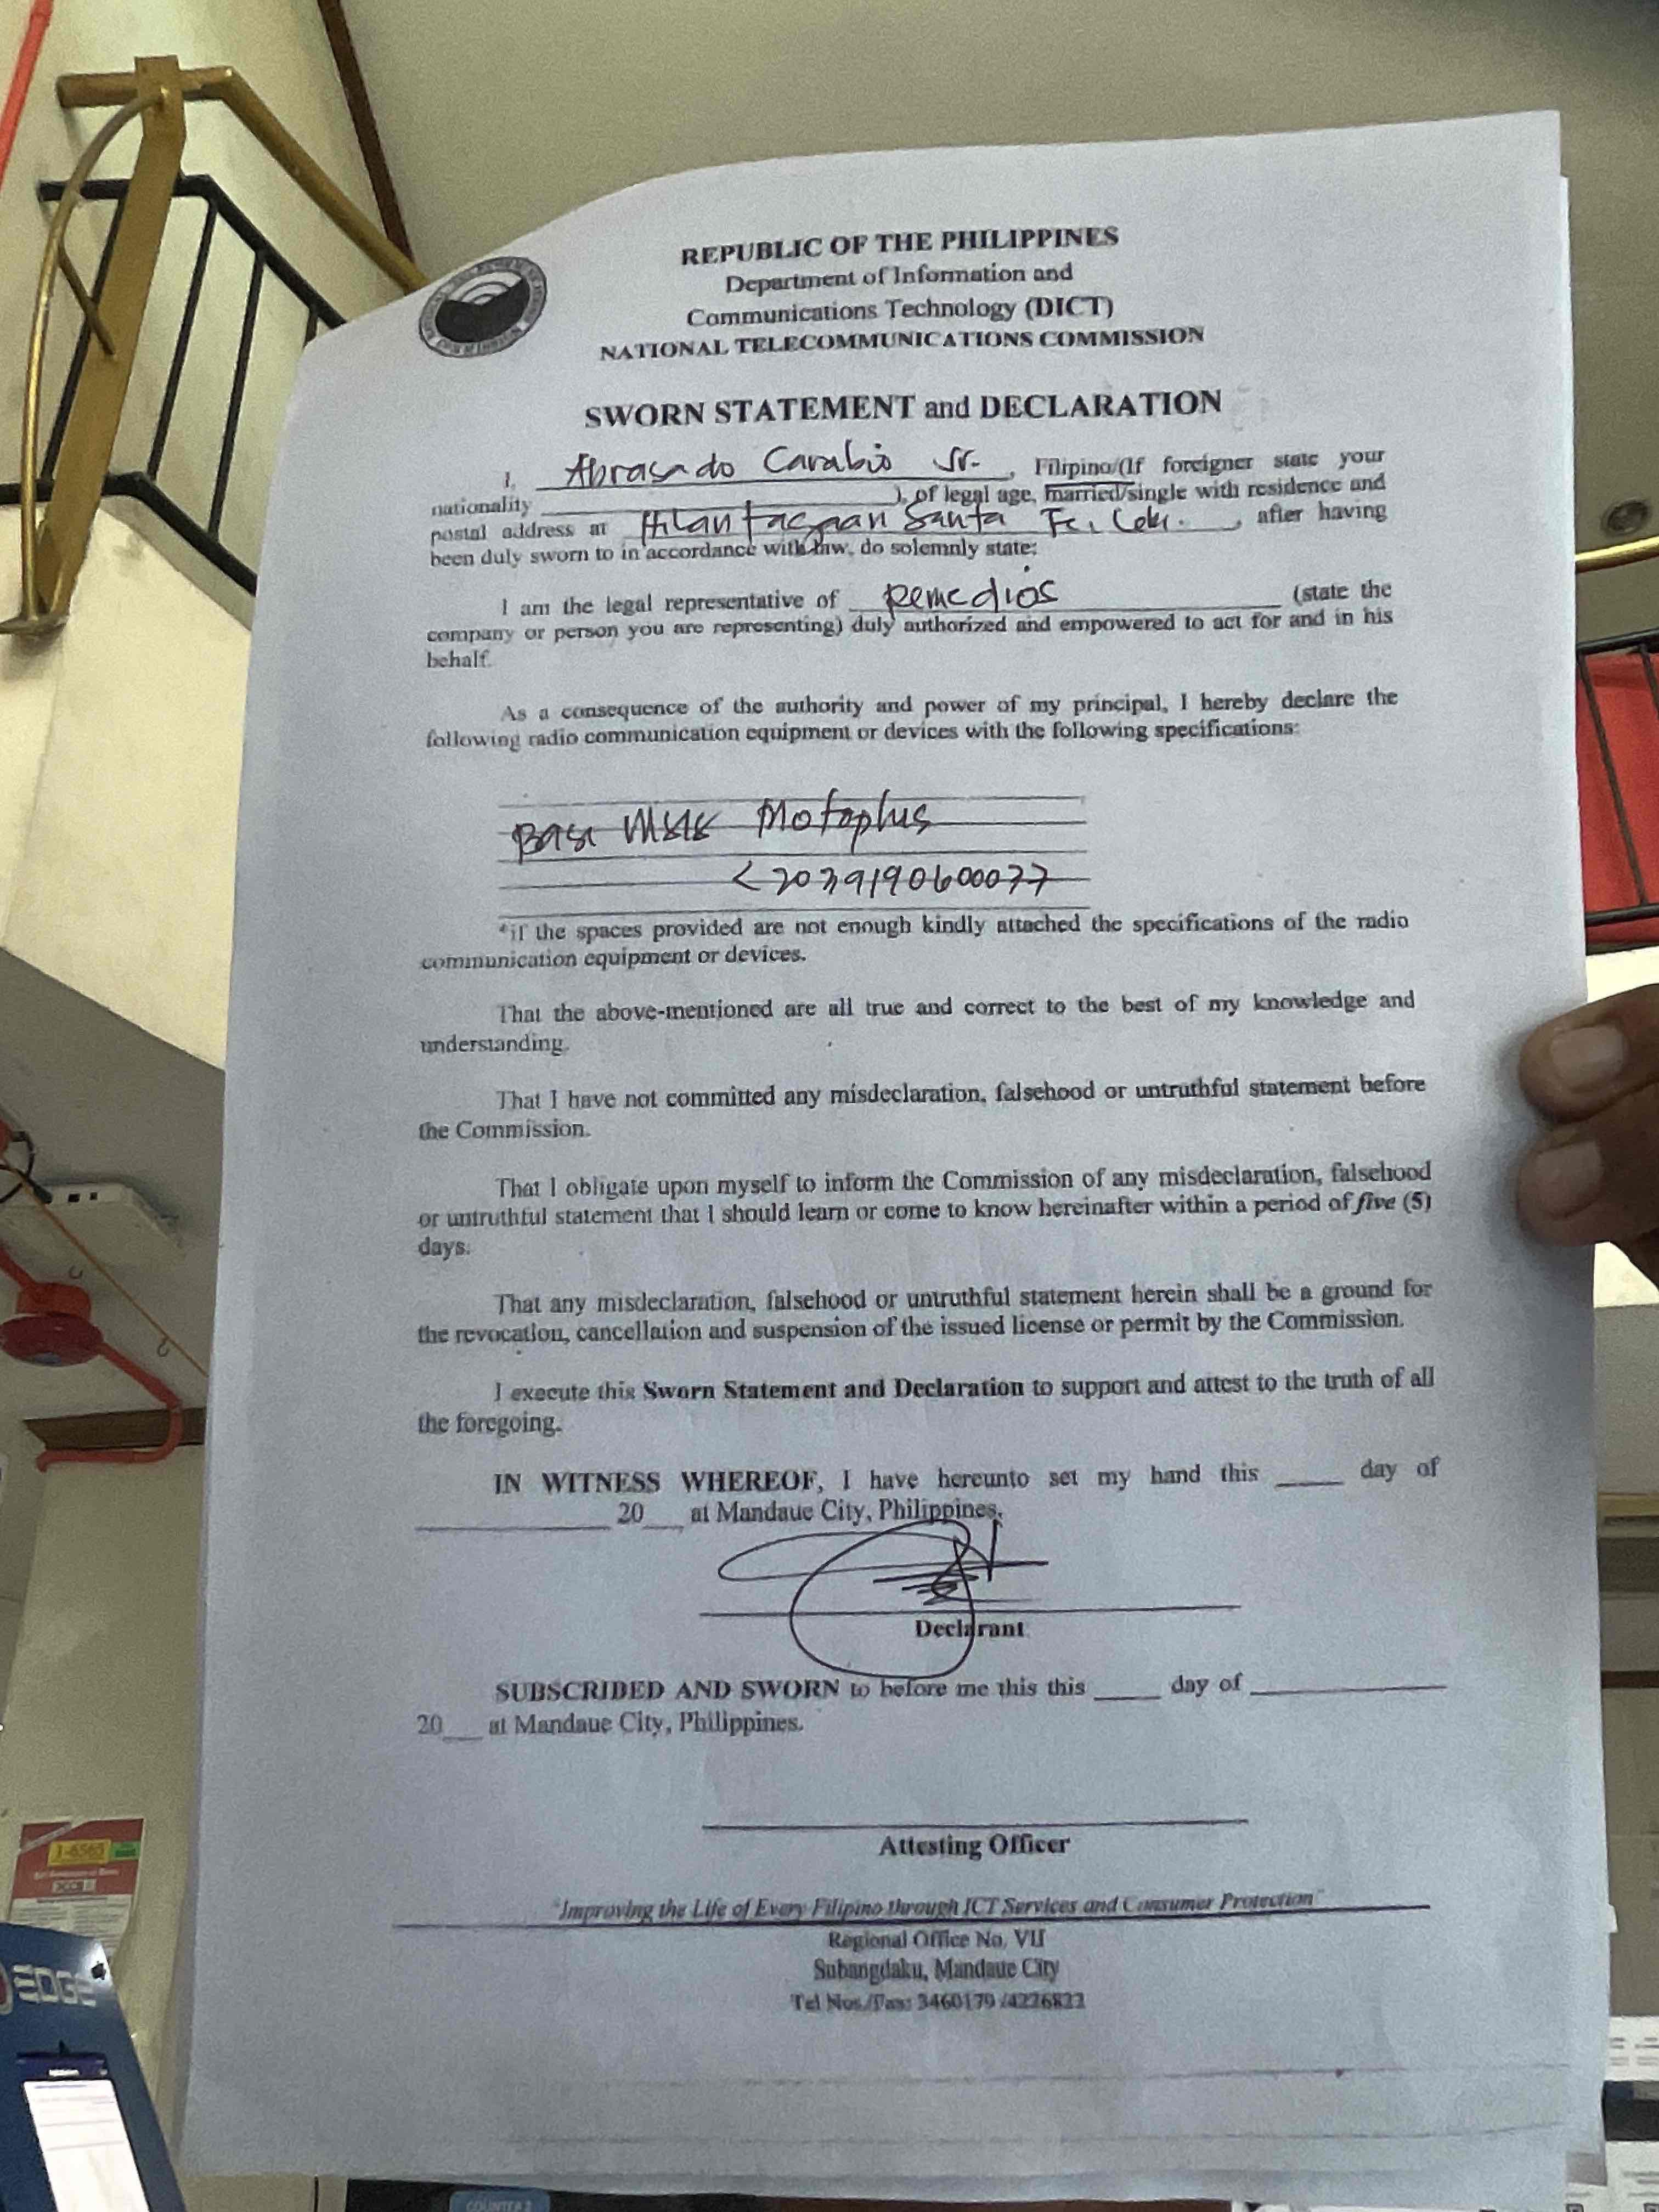 REPUBLIC OF THE PHILIPPINES
Department of Information and
Communications Technology (DICT)
NATIONAL TELECOMMUNICATIONS COMMISSION
SWORN STATEMENT and DECLARATION
I, Abrasado Carabio Jr. , Filipino/(If foreigner state your
nationality ), of legal age, married/single with residence and
postal address at Hilantagaan Santa Fe, Cebu. , after having
been duly sworn to in accordance with law, do solemnly state:
I am the legal representative of Remedios (state the
company or person you are representing) duly authorized and empowered to act for and in his
behalf.
As a consequence of the authority and power of my principal, I hereby declare the
following radio communication equipment or devices with the following specifications:
Base Motoplus
203919060007
*if the spaces provided are not enough kindly attached the specifications of the radio
communication equipment or devices.
That the above-mentioned are all true and correct to the best of my knowledge and
understanding.
That I have not committed any misdeclaration, falsehood or untruthful statement before
the Commission.
That I obligate upon myself to inform the Commission of any misdeclaration, falsehood
or untruthful statement that I should learn or come to know hereinafter within a period of five (5)
days.
That any misdeclaration, falsehood or untruthful statement herein shall be a ground for
the revocation, cancellation and suspension of the issued license or permit by the Commission.
I execute this Sworn Statement and Declaration to support and attest to the truth of all
the foregoing.
IN WITNESS WHEREOF, I have hereunto set my hand this ____ day of
____ 20__ at Mandaue City, Philippines.
Declarant
SUBSCRIBED AND SWORN to before me this this ____ day of ____
20__ at Mandaue City, Philippines.
Attesting Officer
"Improving the Life of Every Filipino through ICT Services and Consumer Protection"
Regional Office No. VII
Subangdaku, Mandaue City
Tel Nos./Fax: 3460179 /4226822
1-6565
EDGE
COUNTER 2